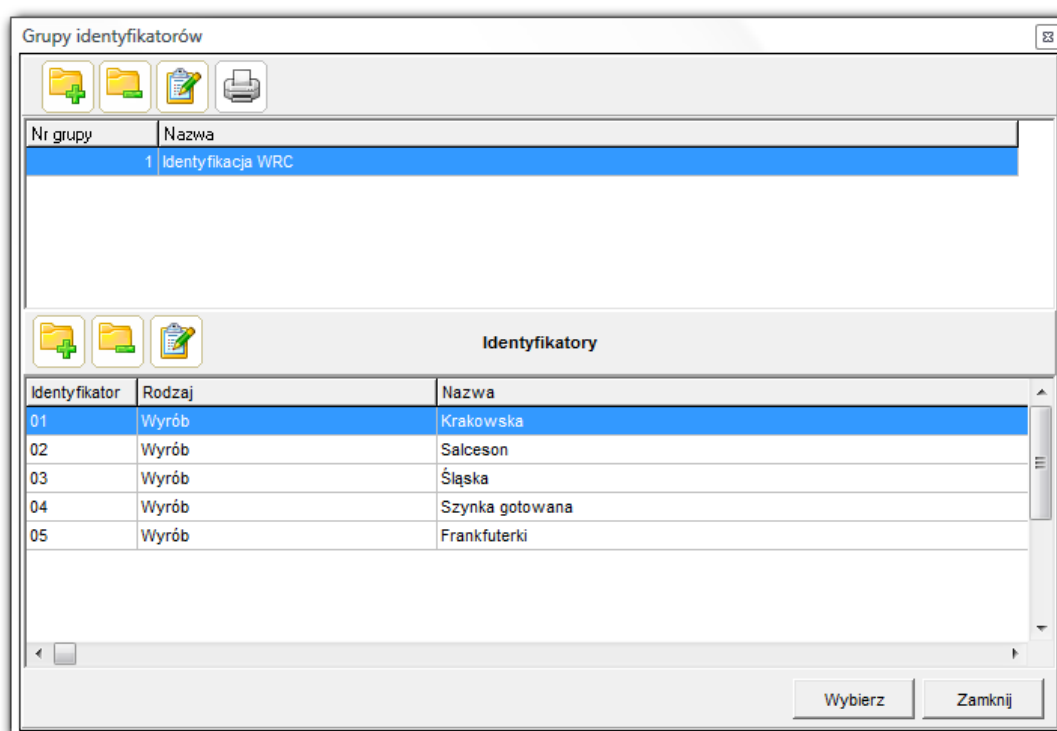 Grupy identyfikatorów
Nr grupy Nazwa
1 Identyfikacja WRC
Identyfikatory
Identyfikator Rodzaj Nazwa
01 Wyrób Krakowska
02 Wyrób Salceson
03 Wyrób Śląska
04 Wyrób Szynka gotowana
05 Wyrób Frankfuterki
Wybierz Zamknij